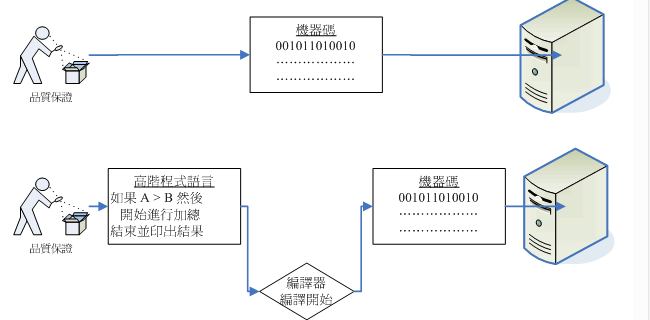 機器碼
001011010010
………………
………………
品質保證
高階程式語言
如果 A > B 然後
開始進行加總
結束並印出結果
機器碼
001011010010
………………
………………
品質保證
編譯器
編譯開始